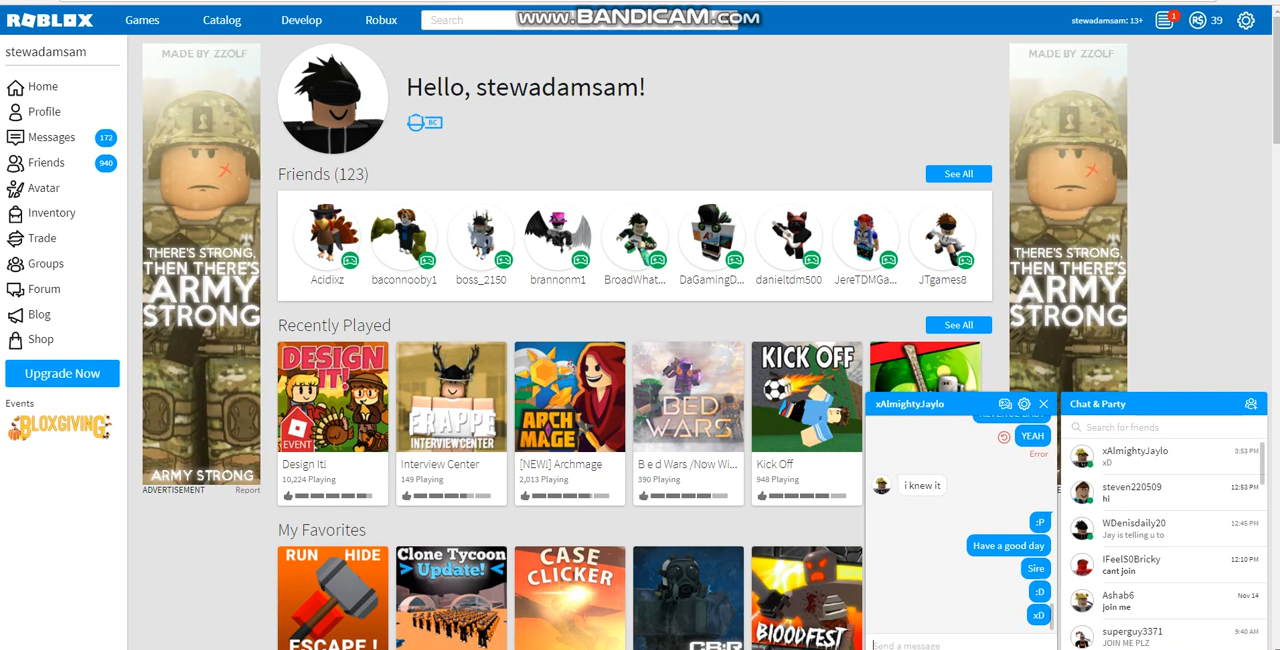 ROBLOX
Games
Catalog
Develop
Robux
Search
www.BANDICAM.COM
stewadamsam: 13+
1
R$ 39
stewadamsam
Home
Profile
Messages
172
Friends
940
Avatar
Inventory
Trade
Groups
Forum
Blog
Shop
Upgrade Now
Events
BLOXGIVING
MADE BY ZZOLF
THERE'S STRONG,
THEN THERE'S
ARMY
STRONG
ARMY STRONG
ADVERTISEMENT
Report
Hello, stewadamsam!
BC
Friends (123)
See All
Acidixz
baconnooby1
boss_2150
brannonm1
BroadWhat...
DaGamingD...
danieltdm500
JereTDMGa...
JTgames8
Recently Played
See All
DESIGN
IT!
EVENT
Design It!
10,224 Playing
FRAPPE
INTERVIEW CENTER
Interview Center
149 Playing
ARCH
MAGE
[NEW!] Archmage
2,013 Playing
BED
WARS
B e d Wars /Now Wi...
390 Playing
KICK OFF
Kick Off
948 Playing
My Favorites
RUN HIDE
ESCAPE !
Clone Tycoon
Update!
CASE
CLICKER
BLOODFEST
MADE BY ZZOLF
THERE'S STRONG,
THEN THERE'S
ARMY
STRONG
xAlmightyJaylo
YEAH
Error
i knew it
:P
Have a good day
Sire
:D
xD
Send a message
Chat & Party
Search for friends
xAlmightyJaylo
3:53 PM
xD
steven220509
12:53 PM
hi
WDenisdaily20
12:45 PM
Jay is telling u to
IFeelS0Bricky
12:10 PM
cant join
Ashab6
Nov 14
join me
superguy3371
9:40 AM
JOIN ME PLZ